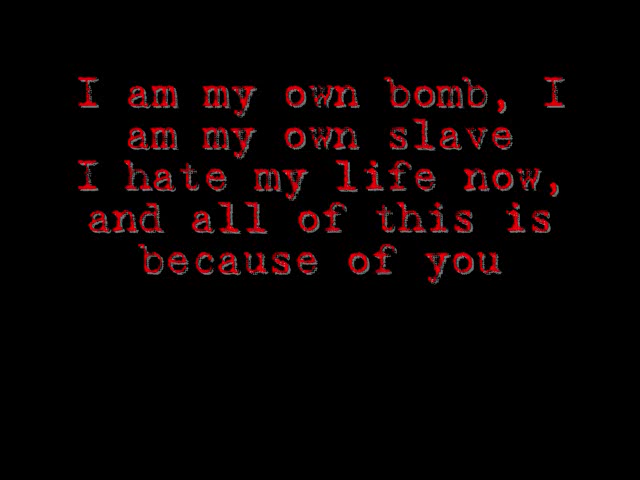 I am my own bomb, I
am my own slave
I hate my life now,
and all of this is
because of you